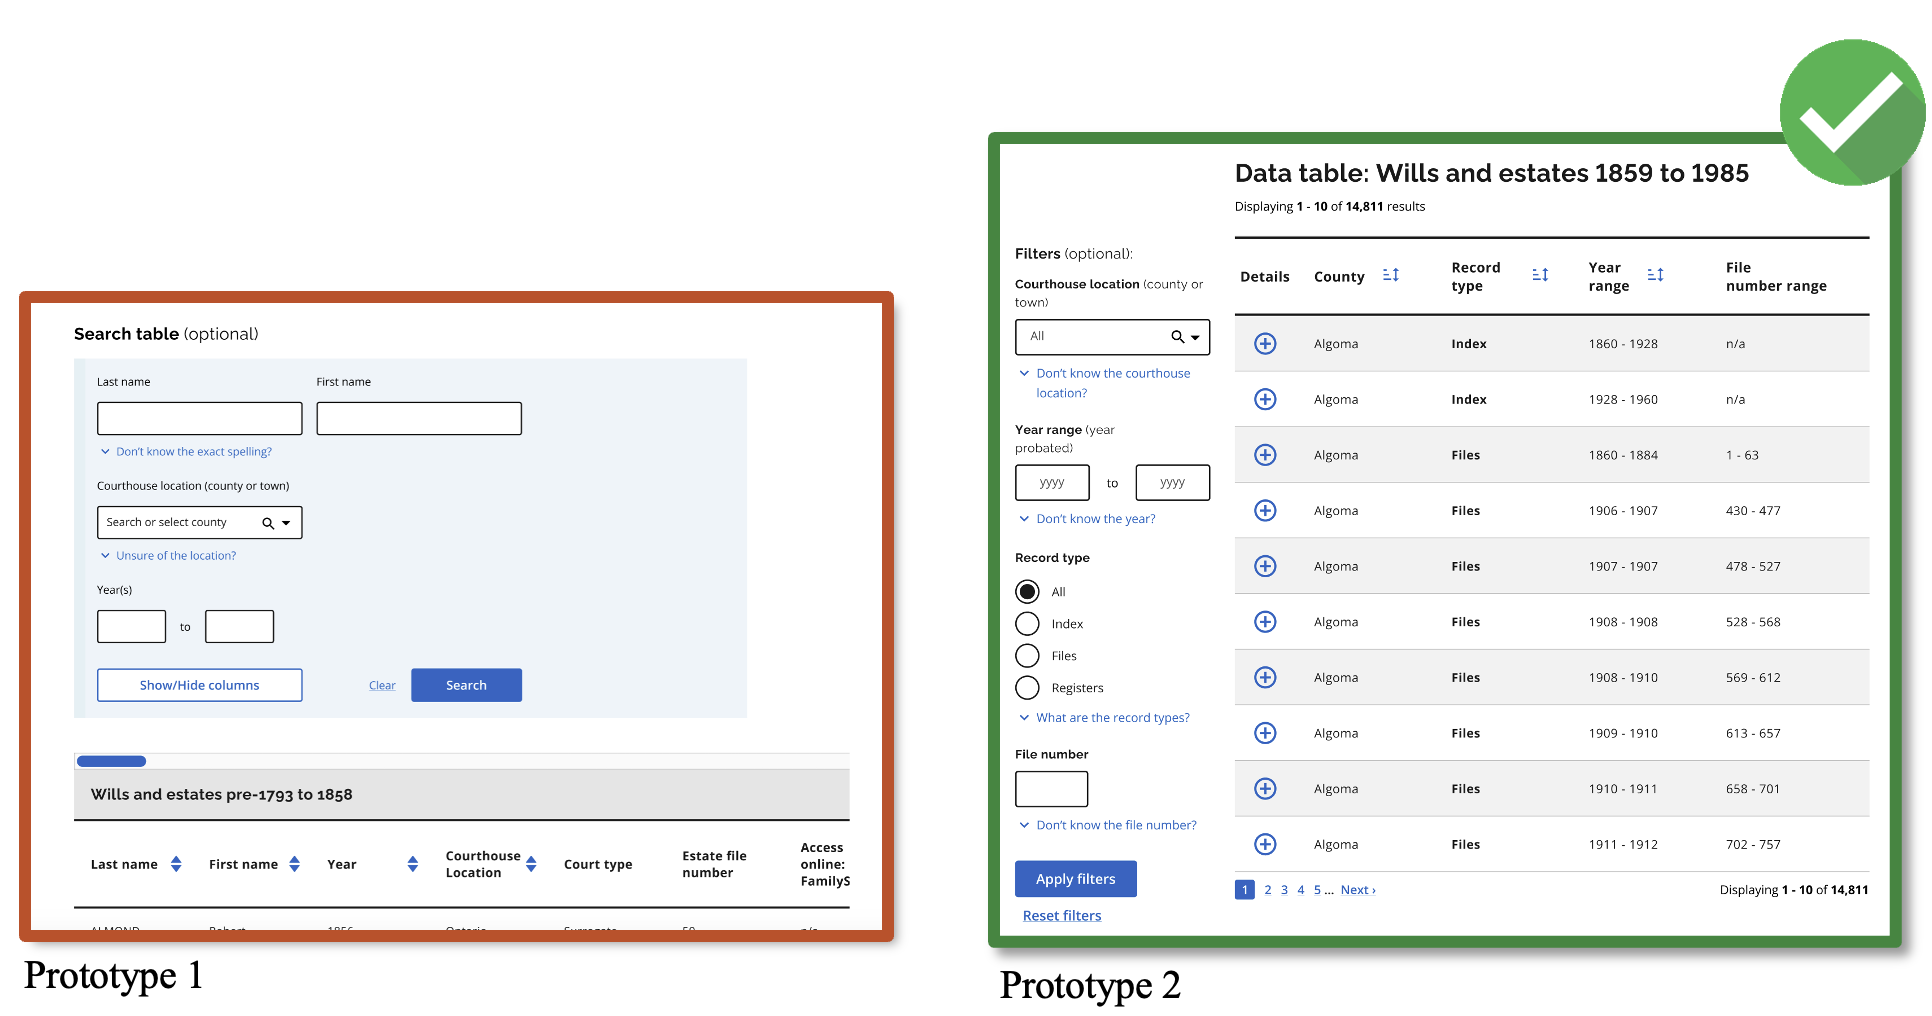 Search table (optional)
Last name First name
Don't know the exact spelling?
Courthouse location (county or town)
Search or select county
Unsure of the location?
Year(s)
to
Show/Hide columns Clear Search
Wills and estates pre-1793 to 1858
Last name First name Year Courthouse Location Court type Estate file number Access online: FamilyS
ALMOND Robert 1856 Ontario Surrogate 50 n/a
Prototype 1
Data table: Wills and estates 1859 to 1985
Displaying 1 - 10 of 14,811 results
Filters (optional):
Courthouse location (county or
town)
All
Don't know the courthouse
location?
Year range (year
probated)
yyyy to yyyy
Don't know the year?
Record type
All
Index
Files
Registers
What are the record types?
File number
Don't know the file number?
Apply filters
Reset filters
Details County Record type Year range File number range
Algoma Index 1860 - 1928 n/a
Algoma Index 1928 - 1960 n/a
Algoma Files 1860 - 1884 1 - 63
Algoma Files 1906 - 1907 430 - 477
Algoma Files 1907 - 1907 478 - 527
Algoma Files 1908 - 1908 528 - 568
Algoma Files 1908 - 1910 569 - 612
Algoma Files 1909 - 1910 613 - 657
Algoma Files 1910 - 1911 658 - 701
Algoma Files 1911 - 1912 702 - 757
1 2 3 4 5 ... Next › Displaying 1 - 10 of 14,811
Prototype 2